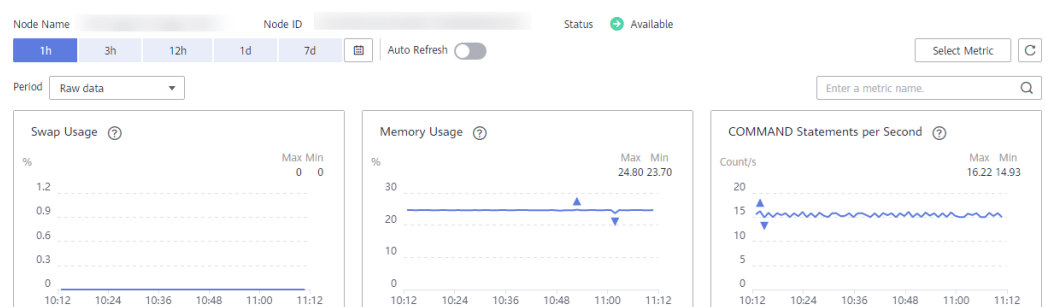 Node Name Node ID Status Available
1h 3h 12h 1d 7d Auto Refresh Select Metric
Period Raw data Enter a metric name.
Swap Usage ?
%
Max Min
0 0
1.2
0.9
0.6
0.3
0
10:12 10:24 10:36 10:48 11:00 11:12
Memory Usage ?
%
Max Min
24.80 23.70
30
20
10
0
10:12 10:24 10:36 10:48 11:00 11:12
COMMAND Statements per Second ?
Count/s
Max Min
16.22 14.93
20
15
10
5
0
10:12 10:24 10:36 10:48 11:00 11:12